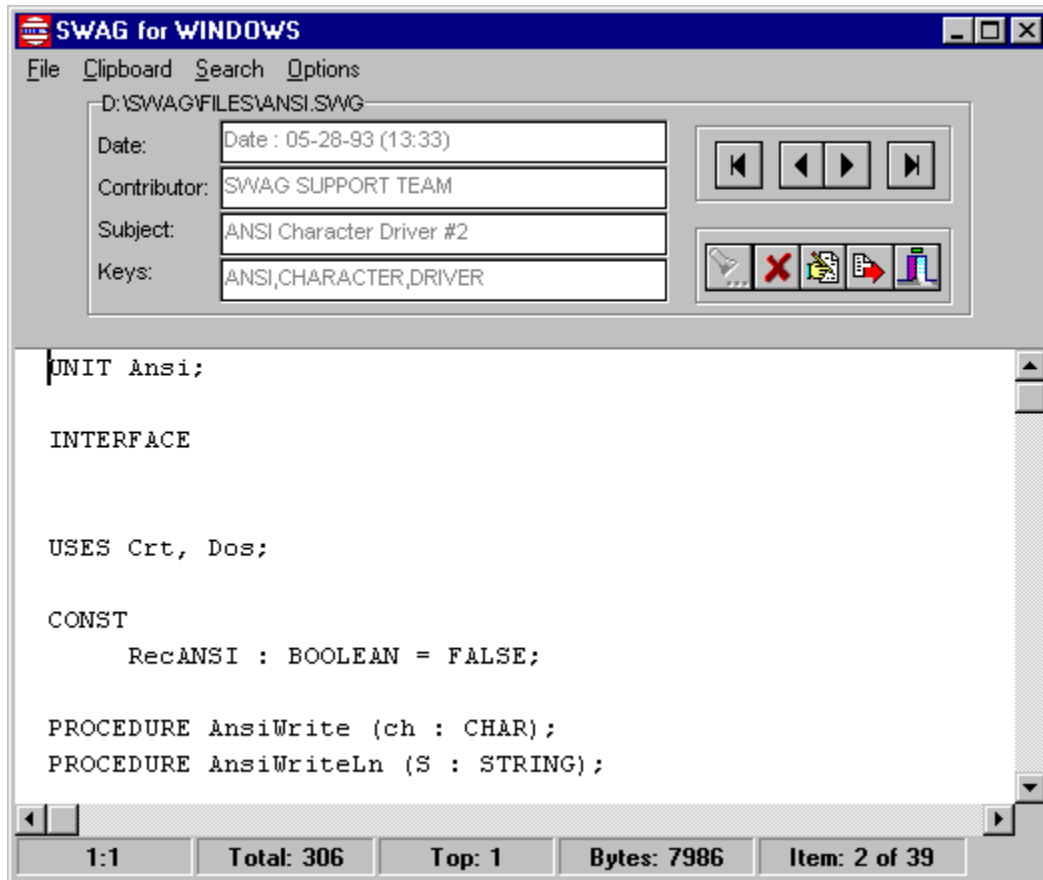 SWAG for WINDOWS
File Clipboard Search Options
D:\SWAG\FILES\ANSI.SWG
Date: Date : 05-28-93 (13:33)
Contributor: SWAG SUPPORT TEAM
Subject: ANSI Character Driver #2
Keys: ANSI,CHARACTER,DRIVER
UNIT Ansi;
INTERFACE
USES Crt, Dos;
CONST
RecANSI : BOOLEAN = FALSE;
PROCEDURE AnsiWrite (ch : CHAR);
PROCEDURE AnsiWriteLn (S : STRING);
1:1 Total: 306 Top: 1 Bytes: 7986 Item: 2 of 39